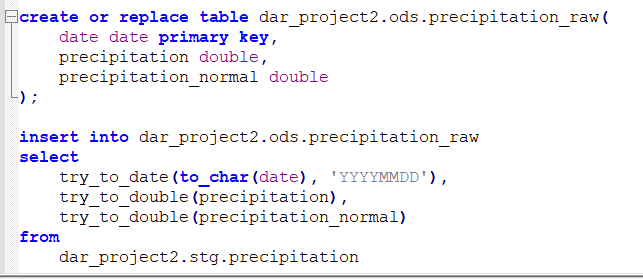 create or replace table dar_project2.ods.precipitation_raw(
    date date primary key,
    precipitation double,
    precipitation_normal double
);

insert into dar_project2.ods.precipitation_raw
select
    try_to_date(to_char(date), 'YYYYMMDD'),
    try_to_double(precipitation),
    try_to_double(precipitation_normal)
from
    dar_project2.stg.precipitation